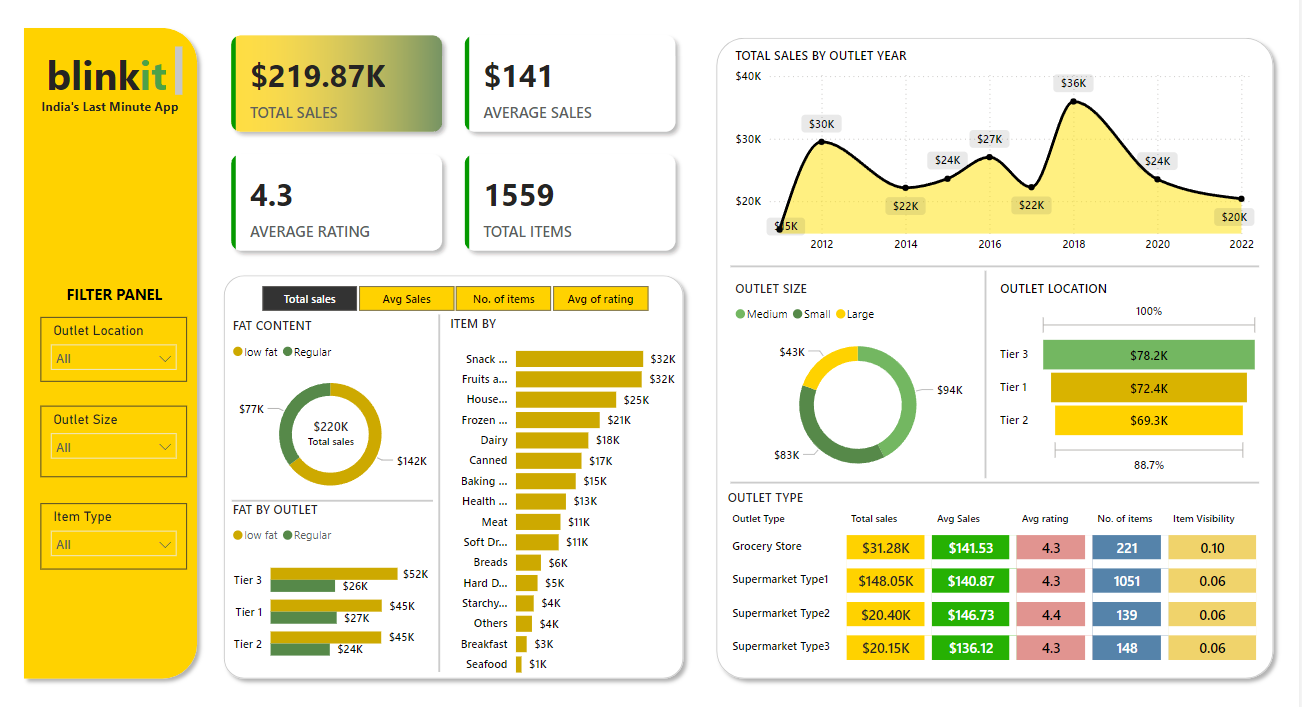 blinkit
India's Last Minute App
FILTER PANEL
Outlet Location
All
Outlet Size
All
Item Type
All
$219.87K
TOTAL SALES
$141
AVERAGE SALES
4.3
AVERAGE RATING
1559
TOTAL ITEMS
Total sales Avg Sales No. of items Avg of rating
FAT CONTENT
low fat Regular
$77K
$220K
Total sales
$142K
FAT BY OUTLET
low fat Regular
Tier 3 $52K
$26K
Tier 1 $45K
$27K
Tier 2 $45K
$24K
ITEM BY
Snack ... $32K
Fruits a... $32K
House... $25K
Frozen ... $21K
Dairy $18K
Canned $17K
Baking ... $15K
Health ... $13K
Meat $11K
Soft Dr... $11K
Breads $6K
Hard D... $5K
Starchy... $4K
Others $4K
Breakfast $3K
Seafood $1K
TOTAL SALES BY OUTLET YEAR
$40K
$30K
$20K
$15K
$30K
$22K
$24K
$27K
$22K
$36K
$24K
$20K
2012 2014 2016 2018 2020 2022
OUTLET SIZE
Medium Small Large
$43K
$94K
$83K
OUTLET LOCATION
100%
Tier 3 $78.2K
Tier 1 $72.4K
Tier 2 $69.3K
88.7%
OUTLET TYPE
Outlet Type Total sales Avg Sales Avg rating No. of items Item Visibility
Grocery Store $31.28K $141.53 4.3 221 0.10
Supermarket Type1 $148.05K $140.87 4.3 1051 0.06
Supermarket Type2 $20.40K $146.73 4.4 139 0.06
Supermarket Type3 $20.15K $136.12 4.3 148 0.06